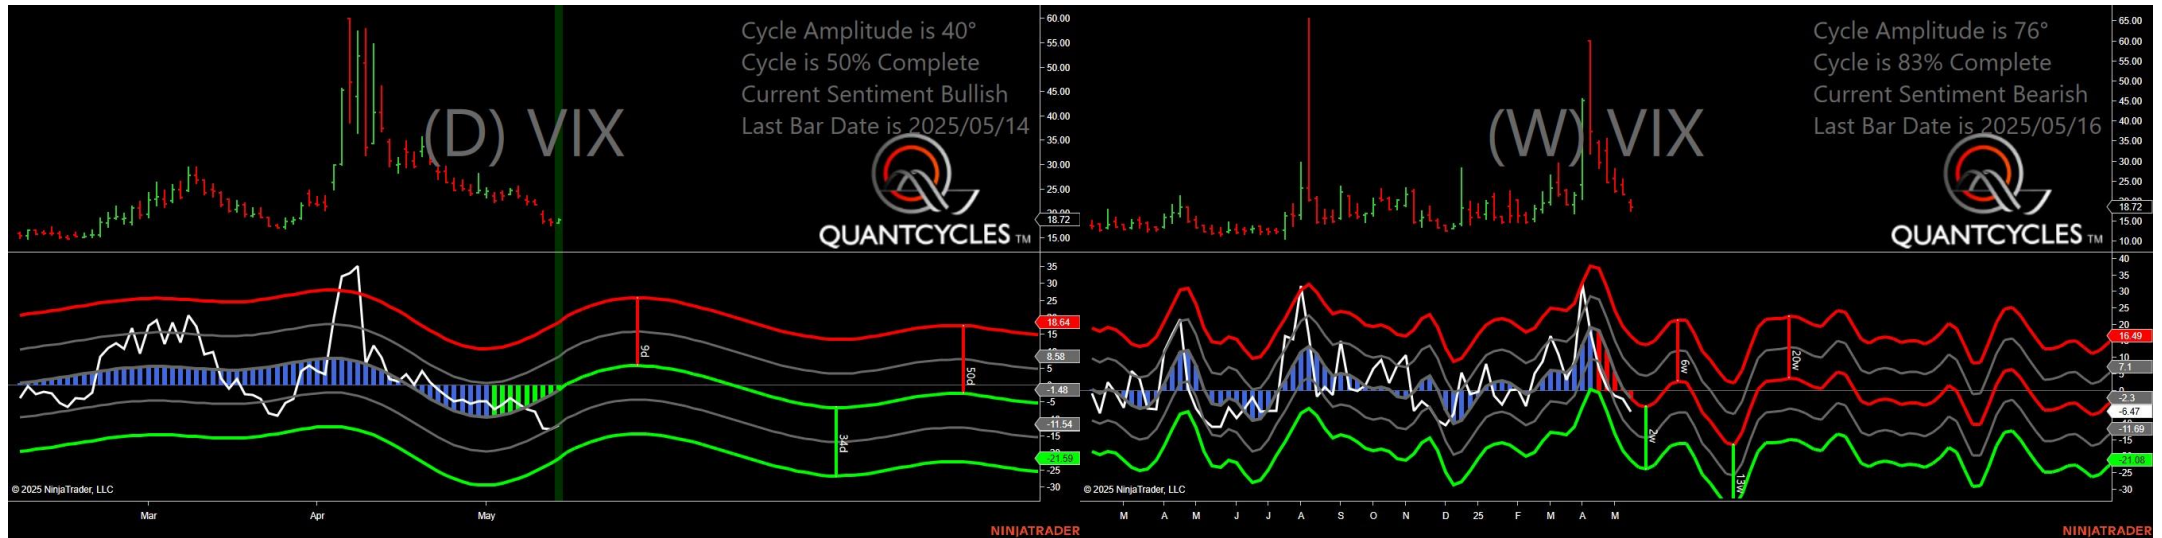 Cycle Amplitude is 40°
Cycle is 50% Complete
Current Sentiment Bullish
Last Bar Date is 2025/05/14
(D) VIX
QUANTCYCLES TM
60.00
55.00
50.00
45.00
40.00
35.00
30.00
25.00
20.00
18.72
15.00
35
30
25
18.64
15
8.58
5
-1.48
-5
-11.54
-15
-21.59
-25
-30
9d
34d
50d
© 2025 NinjaTrader, LLC
Mar
Apr
May
NINJATRADER
Cycle Amplitude is 76°
Cycle is 83% Complete
Current Sentiment Bearish
Last Bar Date is 2025/05/16
(W) VIX
QUANTCYCLES TM
65.00
60.00
55.00
50.00
45.00
40.00
35.00
30.00
25.00
18.72
15.00
10.00
40
35
30
25
20
16.49
10
7.1
0
-2.3
-6.47
-11.69
-15
-21.08
-25
-30
6w
2w
13w
20w
© 2025 NinjaTrader, LLC
M A M J J A S O N D 25 F M A M
NINJATRADER